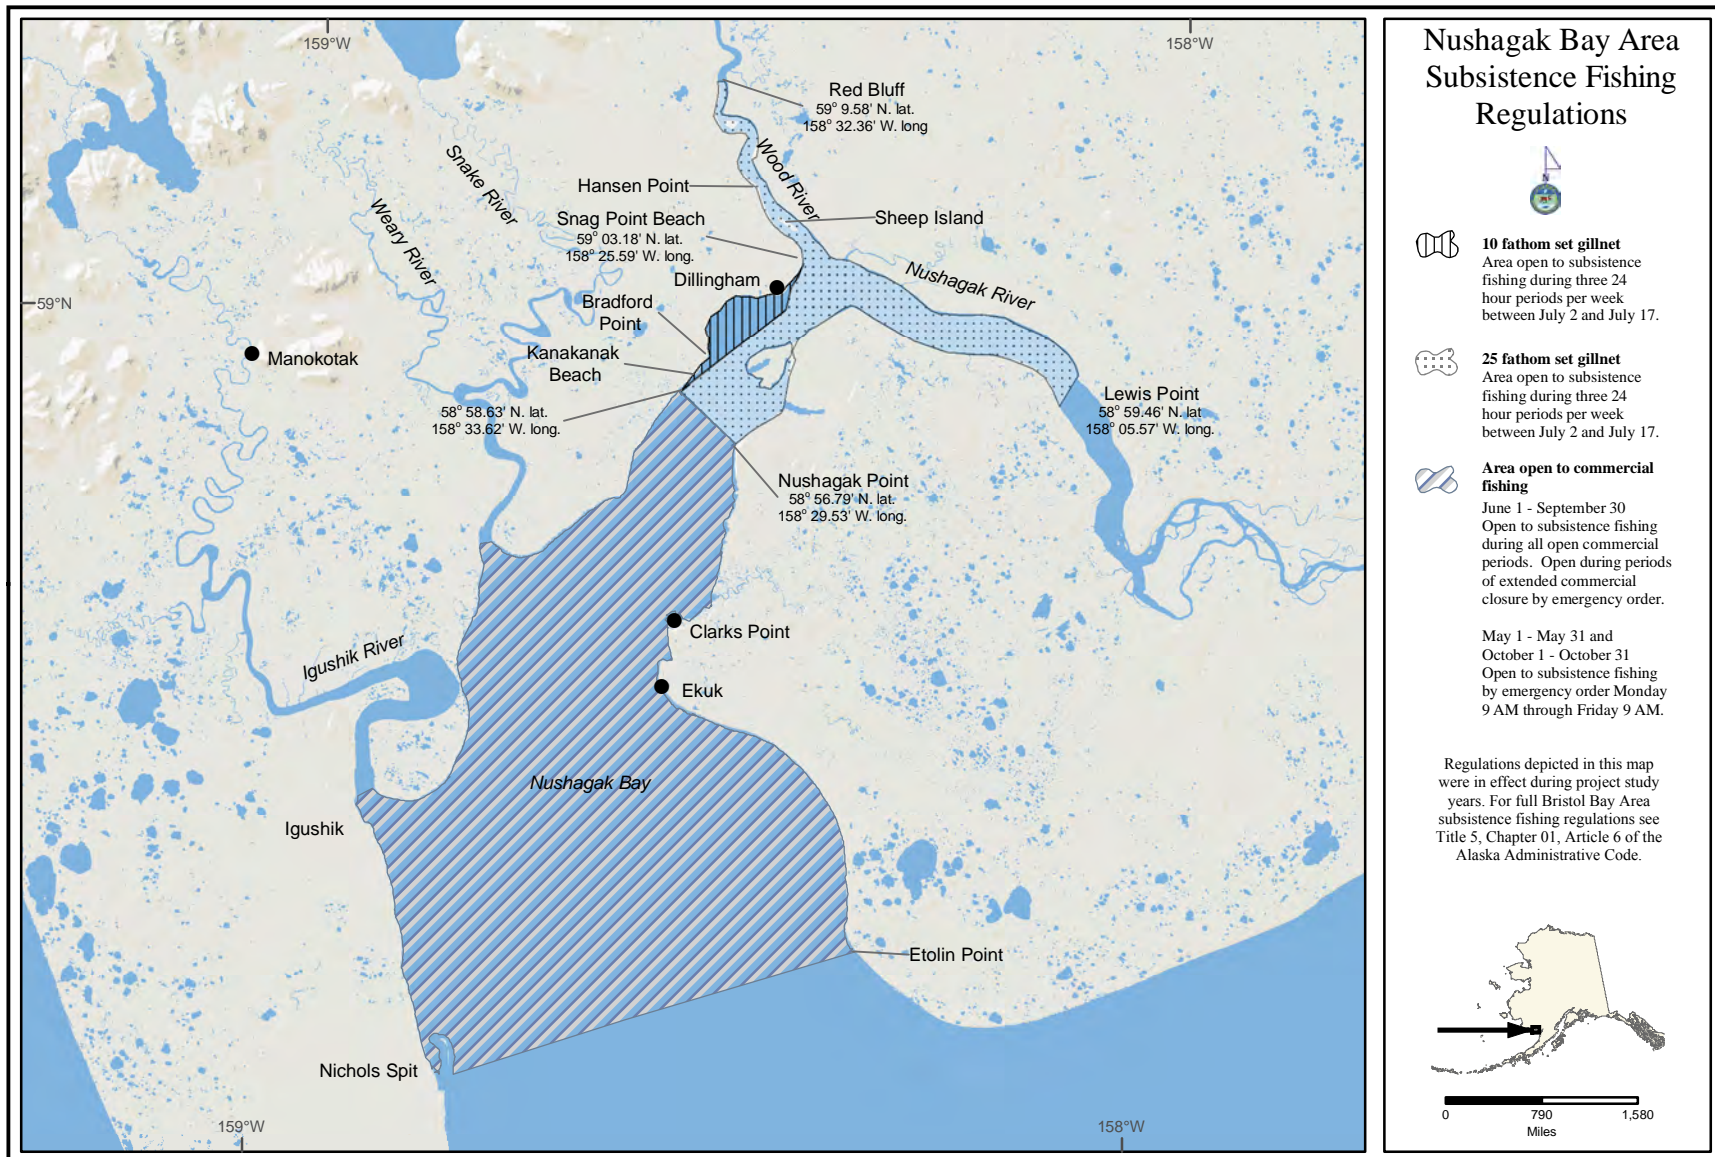 159°W
158°W
Red Bluff
59° 9.58' N. lat.
158° 32.36' W. long
Wood River
Snake River
Hansen Point
Weary River
Snag Point Beach
59° 03.18' N. lat.
158° 25.59' W. long.
Sheep Island
Dillingham
Nushagak River
59°N
Bradford
Point
Manokotak
Kanakanak
Beach
58° 58.63' N. lat.
158° 33.62' W. long.
Lewis Point
58° 59.46' N. lat
158° 05.57' W. long.
Nushagak Point
58° 56.79' N. lat.
158° 29.53' W. long.
Clarks Point
Igushik River
Ekuk
Nushagak Bay
Igushik
Etolin Point
Nichols Spit
159°W
158°W
Nushagak Bay Area
Subsistence Fishing
Regulations
N
10 fathom set gillnet
Area open to subsistence
fishing during three 24
hour periods per week
between July 2 and July 17.
25 fathom set gillnet
Area open to subsistence
fishing during three 24
hour periods per week
between July 2 and July 17.
Area open to commercial
fishing
June 1 - September 30
Open to subsistence fishing
during all open commercial
periods.  Open during periods
of extended commercial
closure by emergency order.
May 1 - May 31 and
October 1 - October 31
Open to subsistence fishing
by emergency order Monday
9 AM through Friday 9 AM.
Regulations depicted in this map
were in effect during project study
years. For full Bristol Bay Area
subsistence fishing regulations see
Title 5, Chapter 01, Article 6 of the
Alaska Administrative Code.
0 790 1,580
Miles